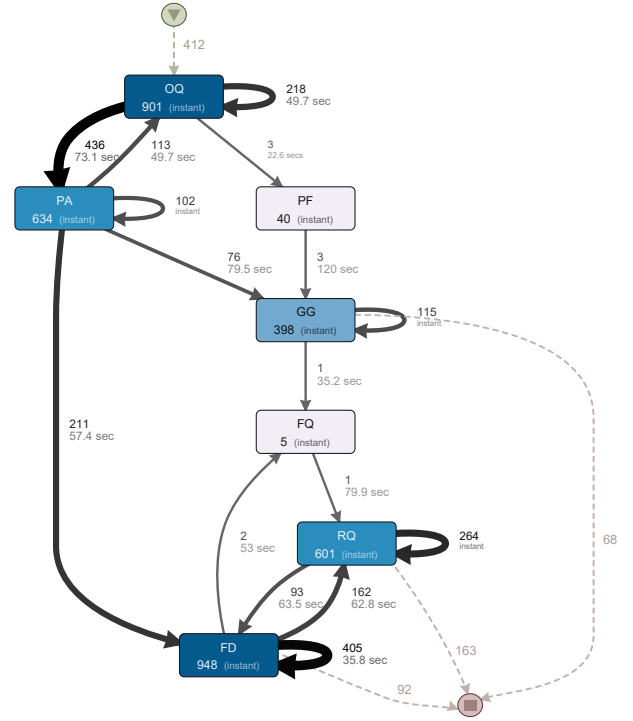 412
OQ
901 (instant)
218
49.7 sec
436
73.1 sec
113
49.7 sec
3
22.6 secs
PA
634 (instant)
102
instant
PF
40 (instant)
76
79.5 sec
3
120 sec
GG
398 (instant)
115
instant
1
35.2 sec
FQ
5 (instant)
211
57.4 sec
1
79.9 sec
2
53 sec
RQ
601 (instant)
264
instant
68
93
63.5 sec
162
62.8 sec
FD
948 (instant)
405
35.8 sec
163
92